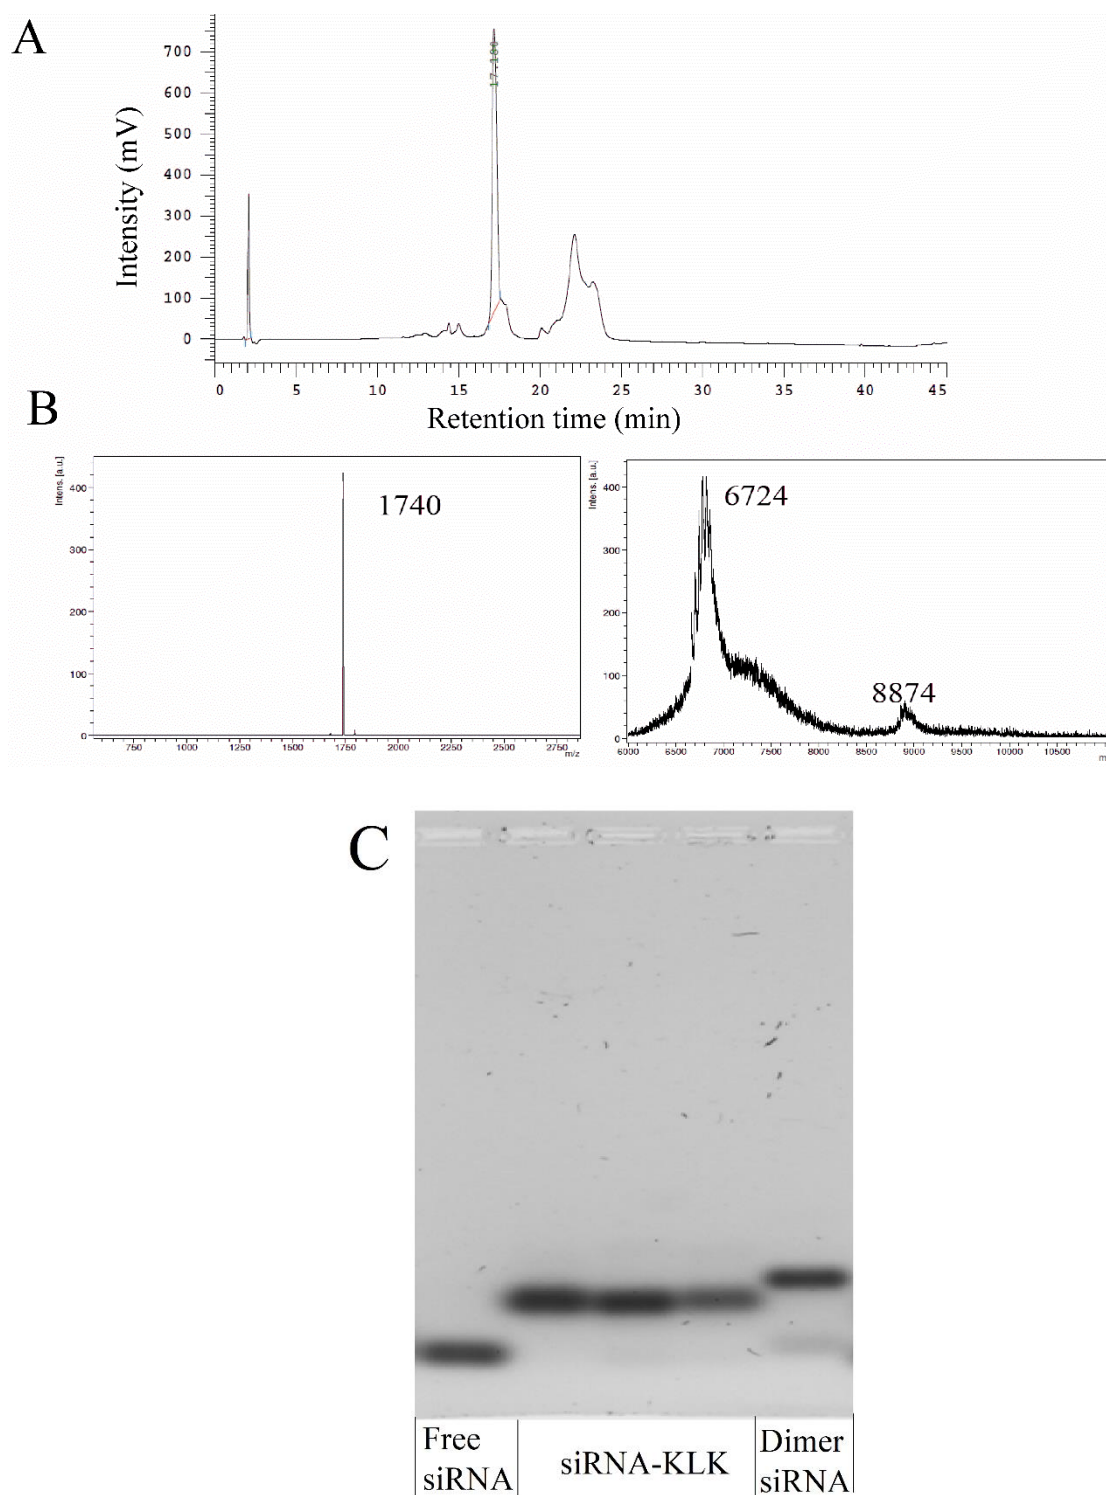 A
Intensity (mV)
700
600
500
400
300
200
100
0
17.180
0 5 10 15 20 25 30 35 40 45
Retention time (min)
B
Intens. [a.u.]
400
300
200
100
0
1740
750 1000 1250 1500 1750 2000 2250 2500 2750
m/z
Intens. [a.u.]
400
300
200
100
0
6724
8874
6000 6500 7000 7500 8000 8500 9000 9500 10000 10500
m
C
Free
siRNA
siRNA-KLK
Dimer
siRNA